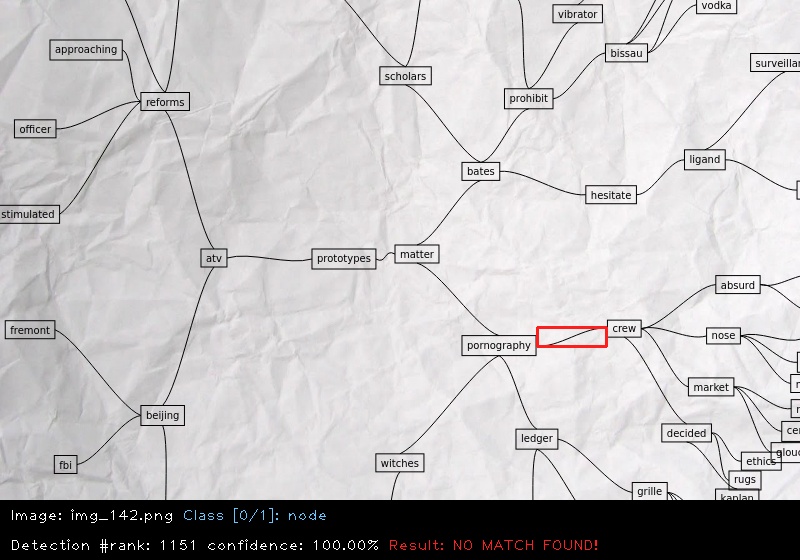 vibrator
vodka
approaching
bissau
scholars
prohibit
reforms
officer
ligand
bates
hesitate
stimulated
atv
prototypes
matter
absurd
fremont
crew
nose
pornography
market
beijing
decided
ledger
witches
fbi
ethics
rugs
grille
kaplan
Image: img_142.png Class [0/1]: node
Detection #rank: 1151 confidence: 100.00% Result: NO MATCH FOUND!